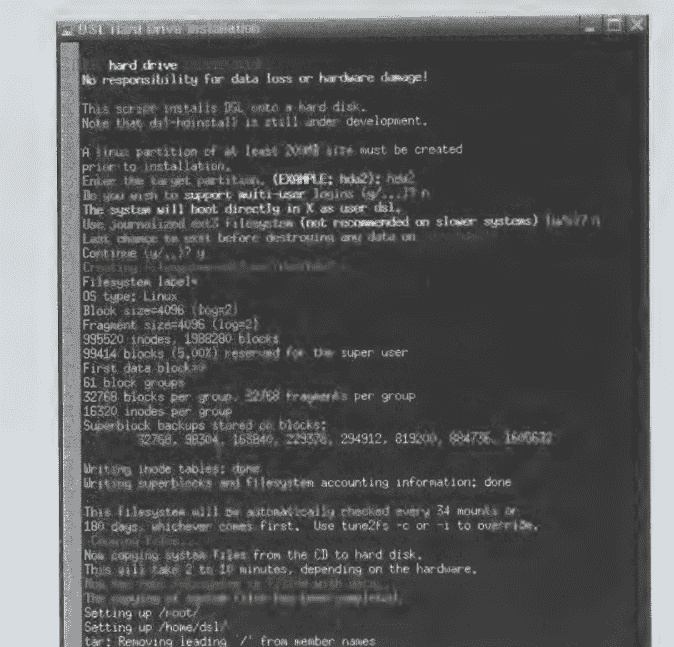 DSL Hard Drive Installation
hard drive
No responsibility for data loss or hardware damage!
This script installs DSL onto a hard disk.
Note that dsl-hdinstall is still under development.
A linux partition of at least 200MB size must be created
prior to installation.
Enter the target partition. (EXAMPLE: hda2): hda2
Do you wish to support multi-user logins (y/...)? n
The system will boot directly in X as user dsl.
Use journalized ext3 filesystem (not recommended on slower systems) n
Last chance to exit before destroying any data on
Continue (y/..)? y
Creating
Filesystem label=
OS type: Linux
Block size=4096 (log=2)
Fragment size=4096 (log=2)
995520 inodes, 1988280 blocks
99414 blocks (5.00%) reserved for the super user
First data block=0
61 block groups
32768 blocks per group, 32768 fragments per group
16320 inodes per group
Superblock backups stored on blocks:
32768, 98304, 163840, 229376, 294912, 819200, 884736, 1605632
Writing inode tables: done
Writing superblocks and filesystem accounting information: done
This filesystem will be automatically checked every 34 mounts or
180 days, whichever comes first.  Use tune2fs -c or -i to override.
Copying files...
Now copying system files from the CD to hard disk.
This will take 2 to 10 minutes, depending on the hardware.
The copying of system files has been completed.
Setting up /root/
Setting up /home/dsl/
tar: Removing leading `/' from member names